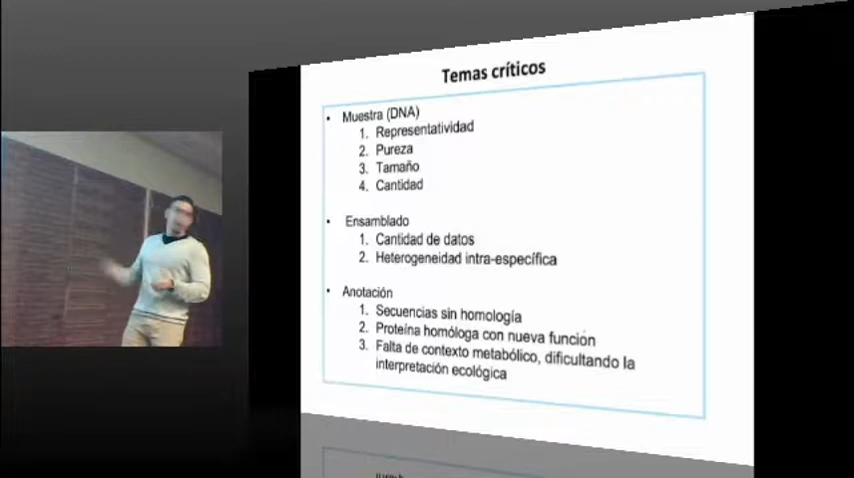 Temas críticos
• Muestra (DNA)
1. Representatividad
2. Pureza
3. Tamaño
4. Cantidad
• Ensamblado
1. Cantidad de datos
2. Heterogeneidad intra-específica
• Anotación
1. Secuencias sin homología
2. Proteína homóloga con nueva función
3. Falta de contexto metabólico, dificultando la
interpretación ecológica